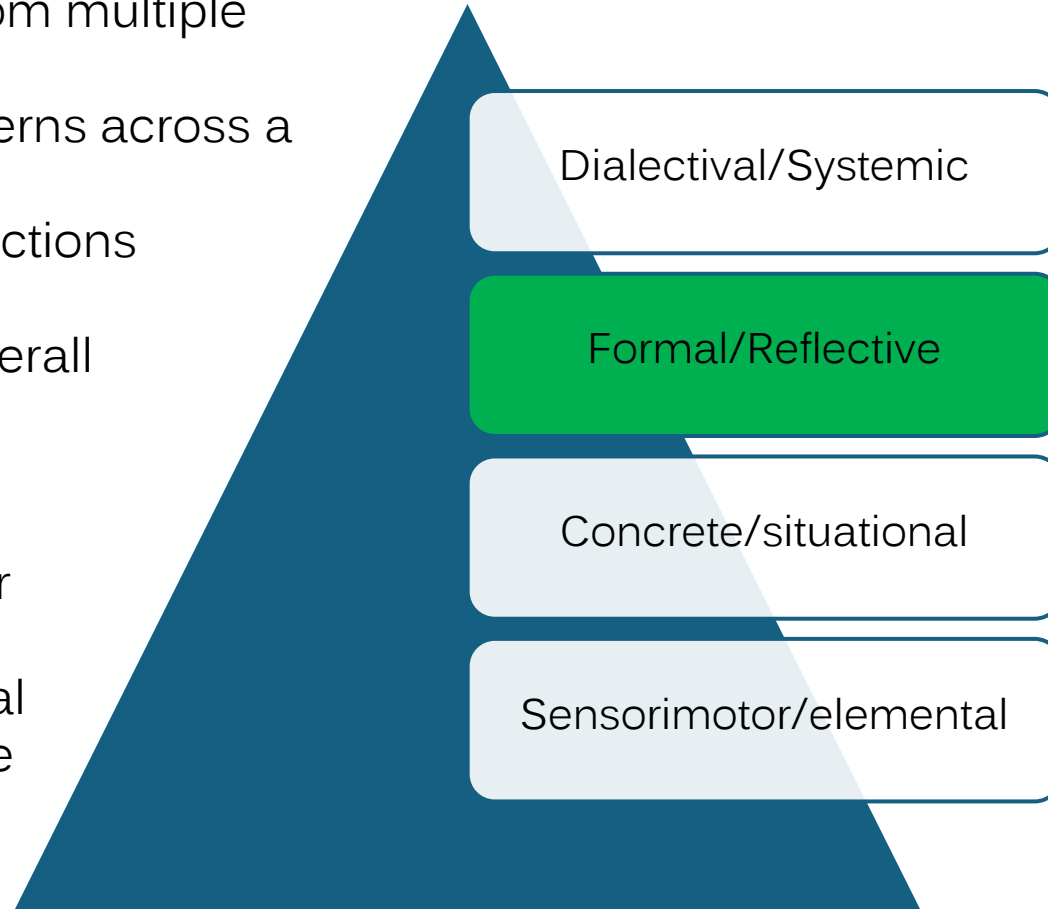 om multiple
erns across a
ctions
erall
r
al
e
Dialectival/Systemic
Formal/Reflective
Concrete/situational
Sensorimotor/elemental